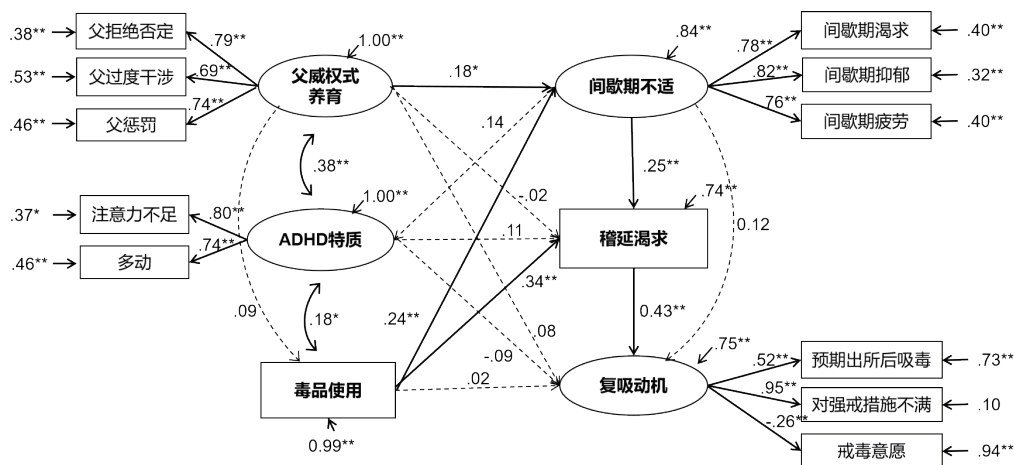 .38**
父拒绝否定
.79**
1.00**
.84**
.78**
间歇期渴求
.40**
.53**
父过度干涉
.69**
父威权式
养育
.18*
间歇期不适
.82**
间歇期抑郁
.32**
.46**
父惩罚
.74**
.76**
间歇期疲劳
.40**
.14
.38**
.25**
-.02
.74**
1.00**
.37*
注意力不足
.80**
ADHD特质
.11
稽延渴求
0.12
.46**
多动
.74**
.34**
.09
.18*
.24**
.08
0.43**
-.09
.02
.75**
.52**
预期出所后吸毒
.73**
毒品使用
复吸动机
.95**
对强戒措施不满
.10
-.26**
0.99**
戒毒意愿
.94**